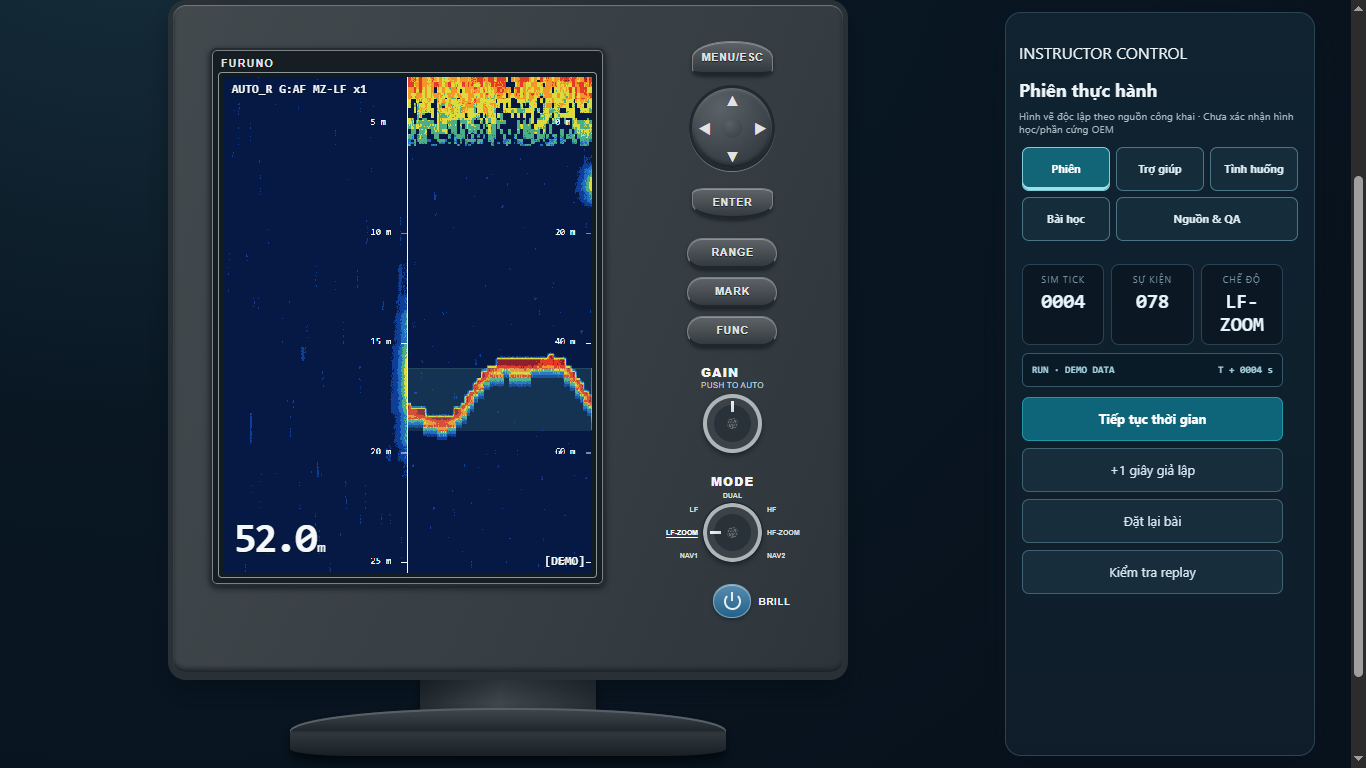 FURUNO
AUTO_R G:AF MZ-LF x1
5 m
0 m
10 m
20 m
15 m
40 m
20 m
60 m
52.0m
25 m
[DEMO]
MENU/ESC
ENTER
RANGE
MARK
FUNC
GAIN
PUSH TO AUTO
MODE
DUAL
LF
HF
LF-ZOOM
HF-ZOOM
NAV1
NAV2
BRILL
INSTRUCTOR CONTROL
Phiên thực hành
Hình vẽ độc lập theo nguồn công khai · Chưa xác nhận hình
học/phần cứng OEM
Phiên
Trợ giúp
Tình huống
Bài học
Nguồn & QA
SIM TICK
SỰ KIỆN
CHẾ ĐỘ
0004
078
LF-
ZOOM
RUN · DEMO DATA
T + 0004 s
Tiếp tục thời gian
+1 giây giả lập
Đặt lại bài
Kiểm tra replay